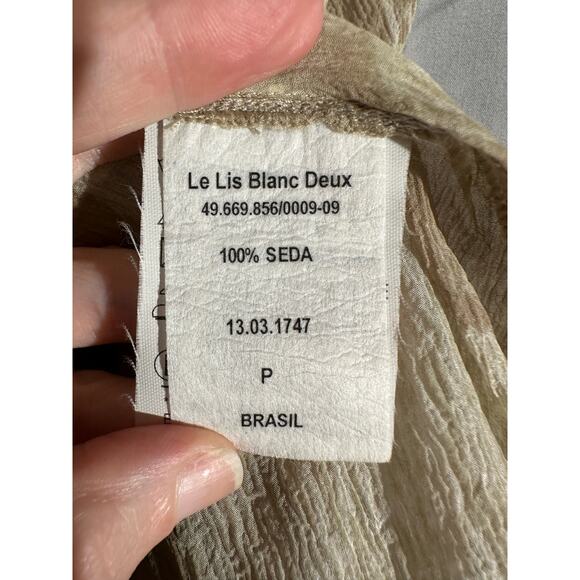 Le Lis Blanc Deux
49.669.856/0009-09
100% SEDA
13.03.1747
P
BRASIL